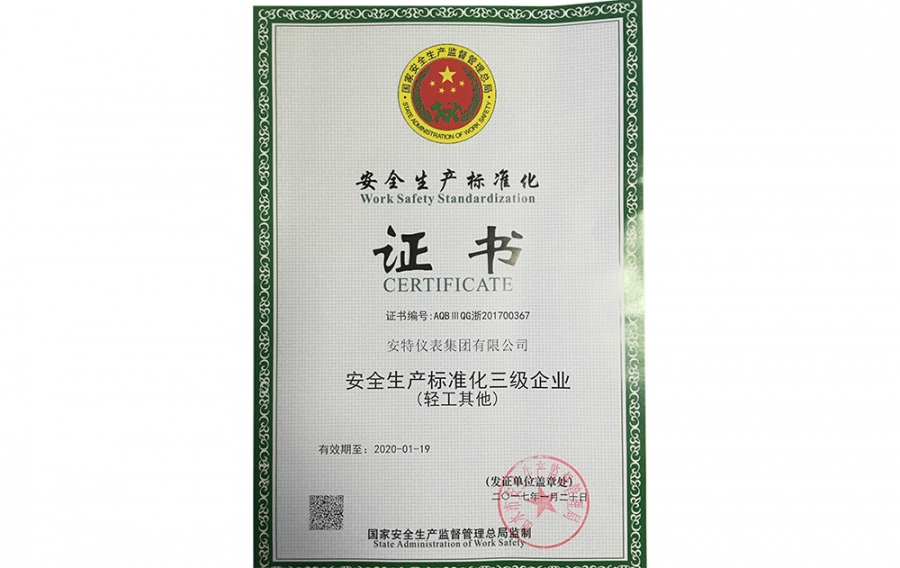 国家安全生产监督管理总局
STATE ADMINISTRATION OF WORK SAFETY
安全生产标准化
Work Safety Standardization
证书
CERTIFICATE
证书编号:AQBⅢQG浙201700367
安特仪表集团有限公司
安全生产标准化三级企业
(轻工其他)
有效期至：2020-01-19
(发证单位盖章处)
二〇一七年一月二十日
国家安全生产监督管理总局监制
State Administration of Work Safety